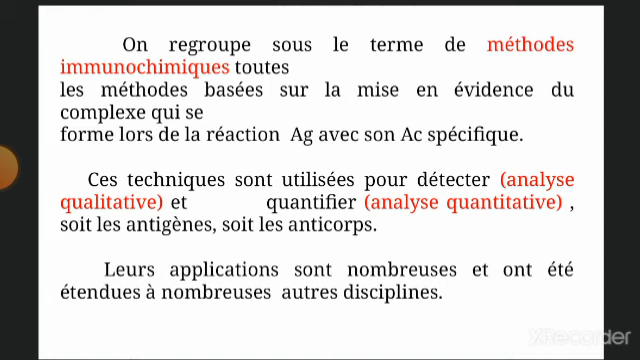 On regroupe sous le terme de méthodes
immunochimiques toutes
les méthodes basées sur la mise en évidence du
complexe qui se
forme lors de la réaction Ag avec son Ac spécifique.
Ces techniques sont utilisées pour détecter (analyse
qualitative) et quantifier (analyse quantitative) ,
soit les antigènes, soit les anticorps.
Leurs applications sont nombreuses et ont été
étendues à nombreuses autres disciplines.
XRecorder